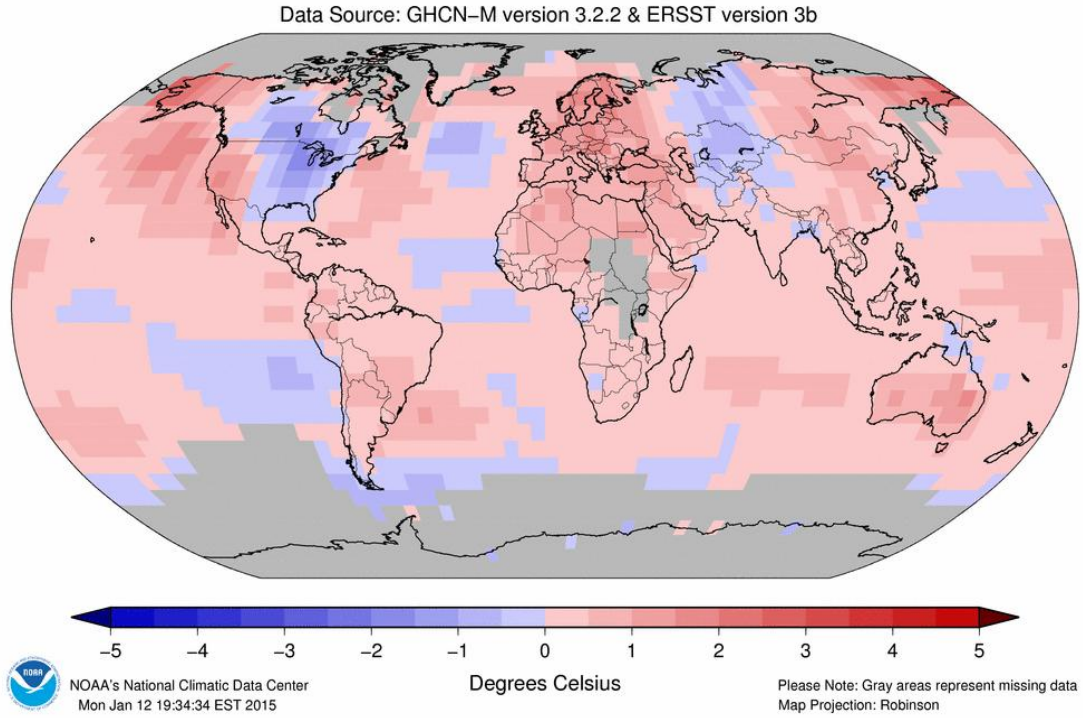 Data Source: GHCN−M version 3.2.2 & ERSST version 3b
−5 −4 −3 −2 −1 0 1 2 3 4 5
Degrees Celsius
NOAA
NOAA's National Climatic Data Center
Mon Jan 12 19:34:34 EST 2015
Please Note: Gray areas represent missing data
Map Projection: Robinson